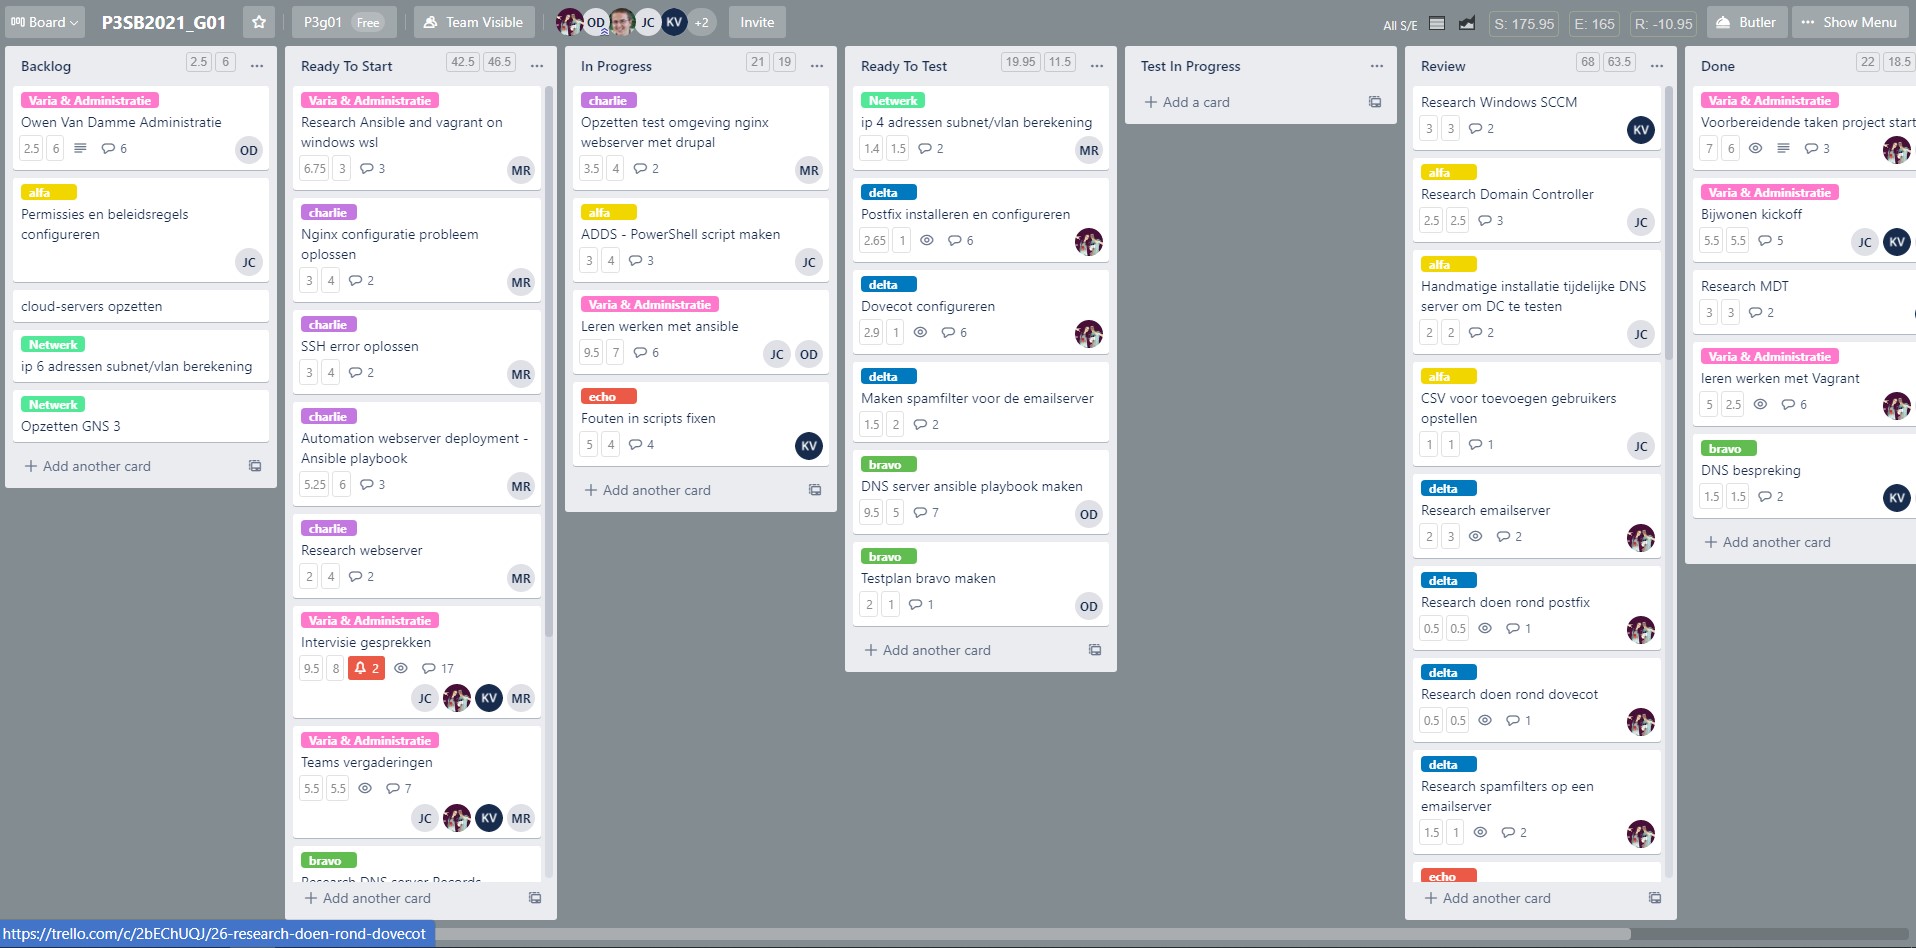 Board P3SB2021_G01 P3g01 Free Team Visible OD JC KV +2 Invite All S/E S: 175.95 E: 165 R: -10.95 Butler Show Menu
Backlog 2.5 6
Varia & Administratie
Owen Van Damme Administratie
2.5 6 6 OD
alfa
Permissies en beleidsregels
configureren
JC
cloud-servers opzetten
Netwerk
ip 6 adressen subnet/vlan berekening
Netwerk
Opzetten GNS 3
Add another card
Ready To Start 42.5 46.5
Varia & Administratie
Research Ansible and vagrant on
windows wsl
6.75 3 3 MR
charlie
Nginx configuratie probleem
oplossen
3 4 2 MR
charlie
SSH error oplossen
3 4 2 MR
charlie
Automation webserver deployment -
Ansible playbook
5.25 6 3 MR
charlie
Research webserver
2 4 2 MR
Varia & Administratie
Intervisie gesprekken
9.5 8 2 17
JC KV MR
Varia & Administratie
Teams vergaderingen
5.5 5.5 7
JC KV MR
bravo
Research DNS server Records
Add another card
In Progress 21 19
charlie
Opzetten test omgeving nginx
webserver met drupal
3.5 4 2 MR
alfa
ADDS - PowerShell script maken
3 4 3 JC
Varia & Administratie
Leren werken met ansible
9.5 7 6 JC OD
echo
Fouten in scripts fixen
5 4 4 KV
Add another card
Ready To Test 19.95 11.5
Netwerk
ip 4 adressen subnet/vlan berekening
1.4 1.5 2 MR
delta
Postfix installeren en configureren
2.65 1 6
delta
Dovecot configureren
2.9 1 6
delta
Maken spamfilter voor de emailserver
1.5 2 2
bravo
DNS server ansible playbook maken
9.5 5 7 OD
bravo
Testplan bravo maken
2 1 1 OD
Add another card
Test In Progress
Add a card
Review 68 63.5
Research Windows SCCM
3 3 2 KV
alfa
Research Domain Controller
2.5 2.5 3 JC
alfa
Handmatige installatie tijdelijke DNS
server om DC te testen
2 2 2 JC
alfa
CSV voor toevoegen gebruikers
opstellen
1 1 1 JC
delta
Research emailserver
2 3 2
delta
Research doen rond postfix
0.5 0.5 1
delta
Research doen rond dovecot
0.5 0.5 1
delta
Research spamfilters op een
emailserver
1.5 1 2
echo
Add another card
Done 22 18.5
Varia & Administratie
Voorbereidende taken project start
7 6 3
Varia & Administratie
Bijwonen kickoff
5.5 5.5 5 JC KV
Research MDT
3 3 2
Varia & Administratie
leren werken met Vagrant
5 2.5 6
bravo
DNS bespreking
1.5 1.5 2 KV
Add another card
https://trello.com/c/2bEChUQJ/26-research-doen-rond-dovecot